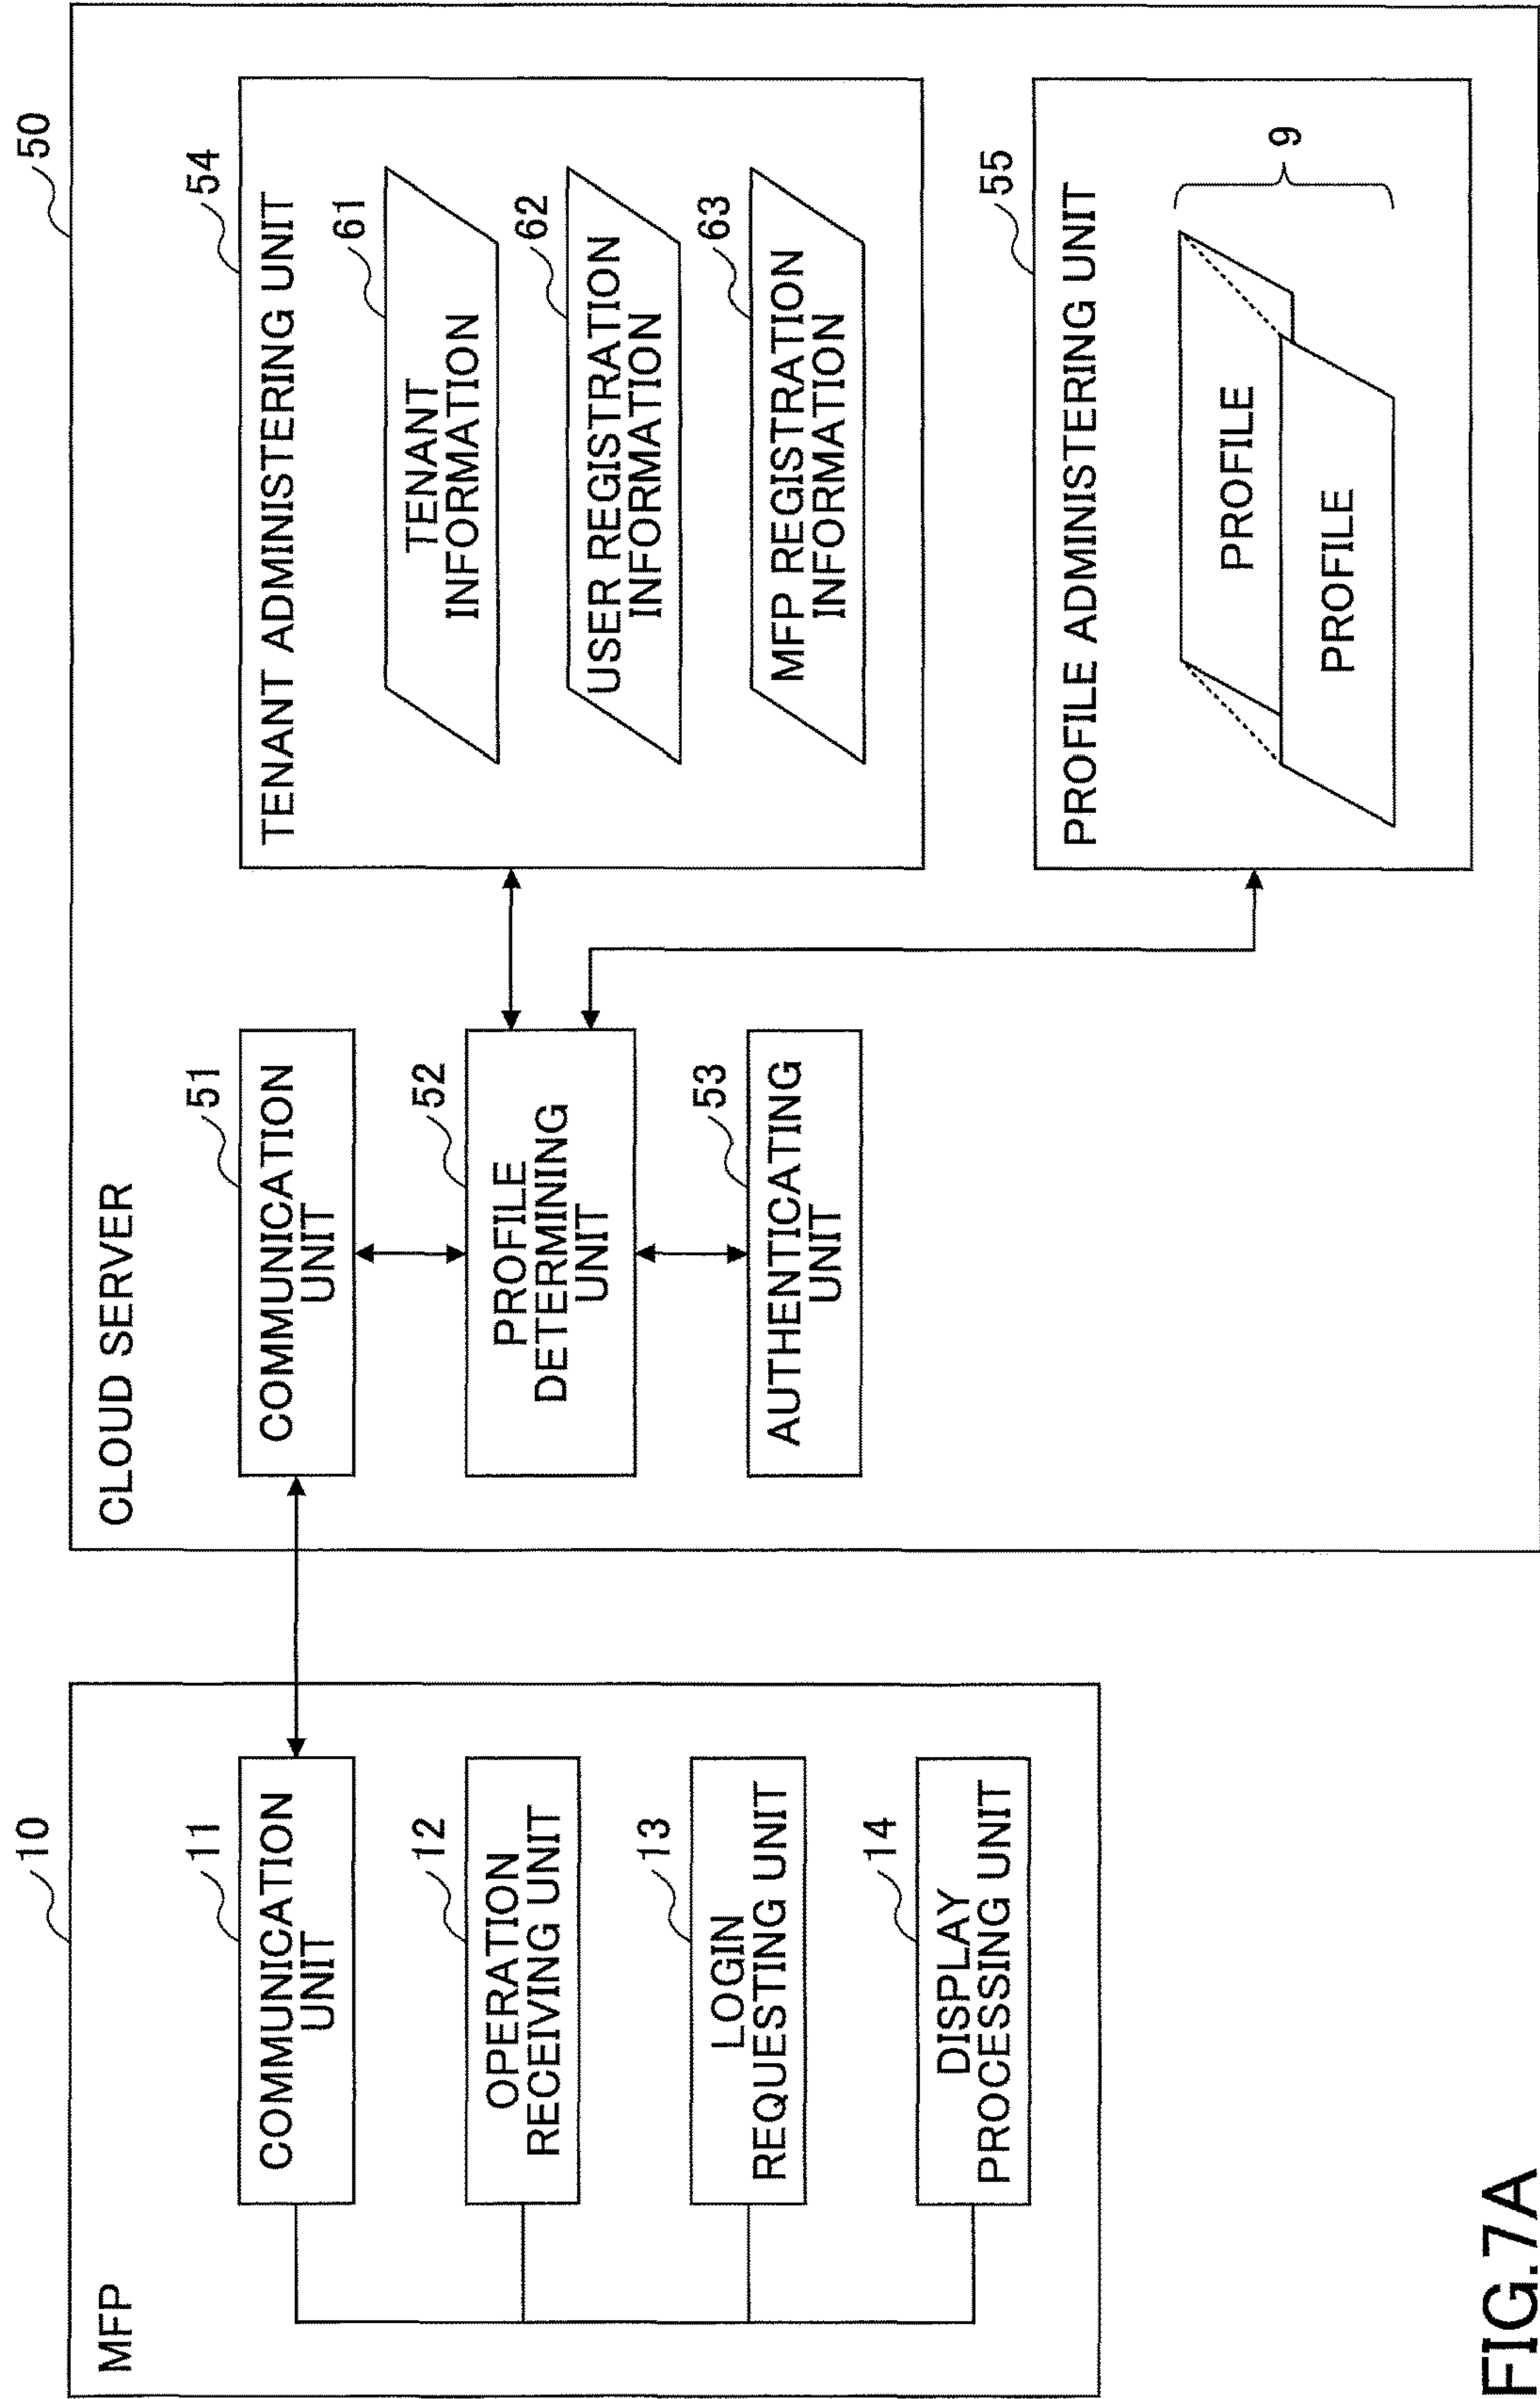 10
MFP
11
COMMUNICATION
UNIT
12
OPERATION
RECEIVING UNIT
13
LOGIN
REQUESTING UNIT
14
DISPLAY
PROCESSING UNIT
50
CLOUD SERVER
51
COMMUNICATION
UNIT
52
PROFILE
DETERMINING
UNIT
53
AUTHENTICATING
UNIT
54
TENANT ADMINISTERING UNIT
61
TENANT
INFORMATION
62
USER REGISTRATION
INFORMATION
63
MFP REGISTRATION
INFORMATION
55
PROFILE ADMINISTERING UNIT
PROFILE
PROFILE
9
FIG.7A